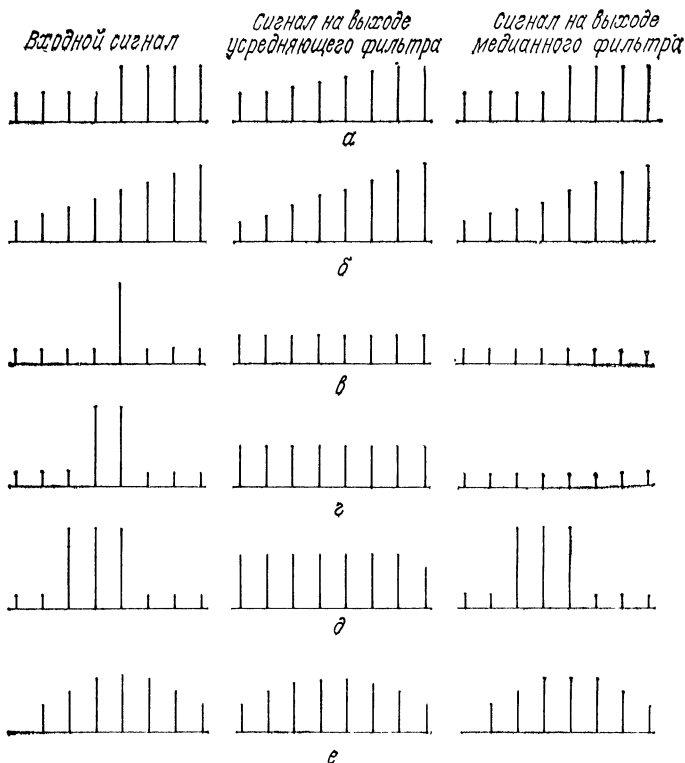 Входной сигнал
Сигнал на выходе
усредняющего фильтра
Сигнал на выходе
медианного фильтра
а
б
в
г
д
е